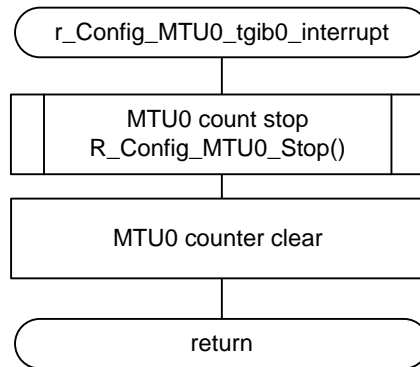 r_Config_MTU0_tgib0_interrupt
MTU0 count stop
R_Config_MTU0_Stop()
MTU0 counter clear
return